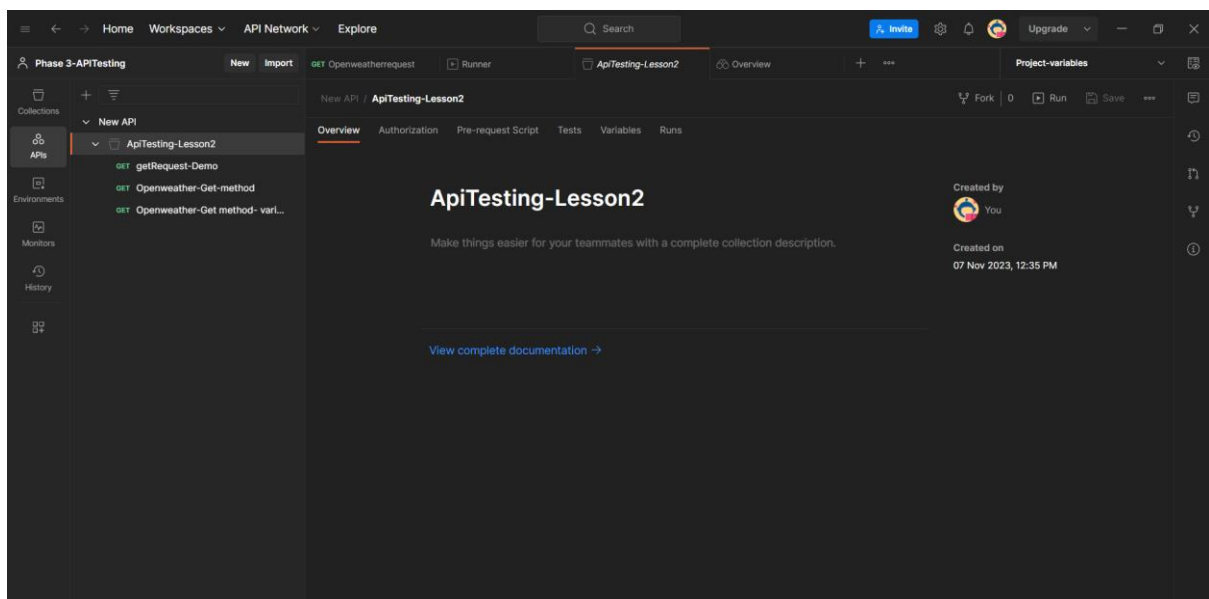 Home Workspaces API Network Explore Search Invite Upgrade
Phase 3-APITesting New Import GET Openweatherrequest Runner ApiTesting-Lesson2 Overview Project-variables
Collections
APIs
Environments
Monitors
History
New API
ApiTesting-Lesson2
GET getRequest-Demo
GET Openweather-Get-method
GET Openweather-Get method- vari...
New API / ApiTesting-Lesson2 Fork 0 Run Save
Overview Authorization Pre-request Script Tests Variables Runs
ApiTesting-Lesson2
Make things easier for your teammates with a complete collection description.
View complete documentation →
Created by
You
Created on
07 Nov 2023, 12:35 PM